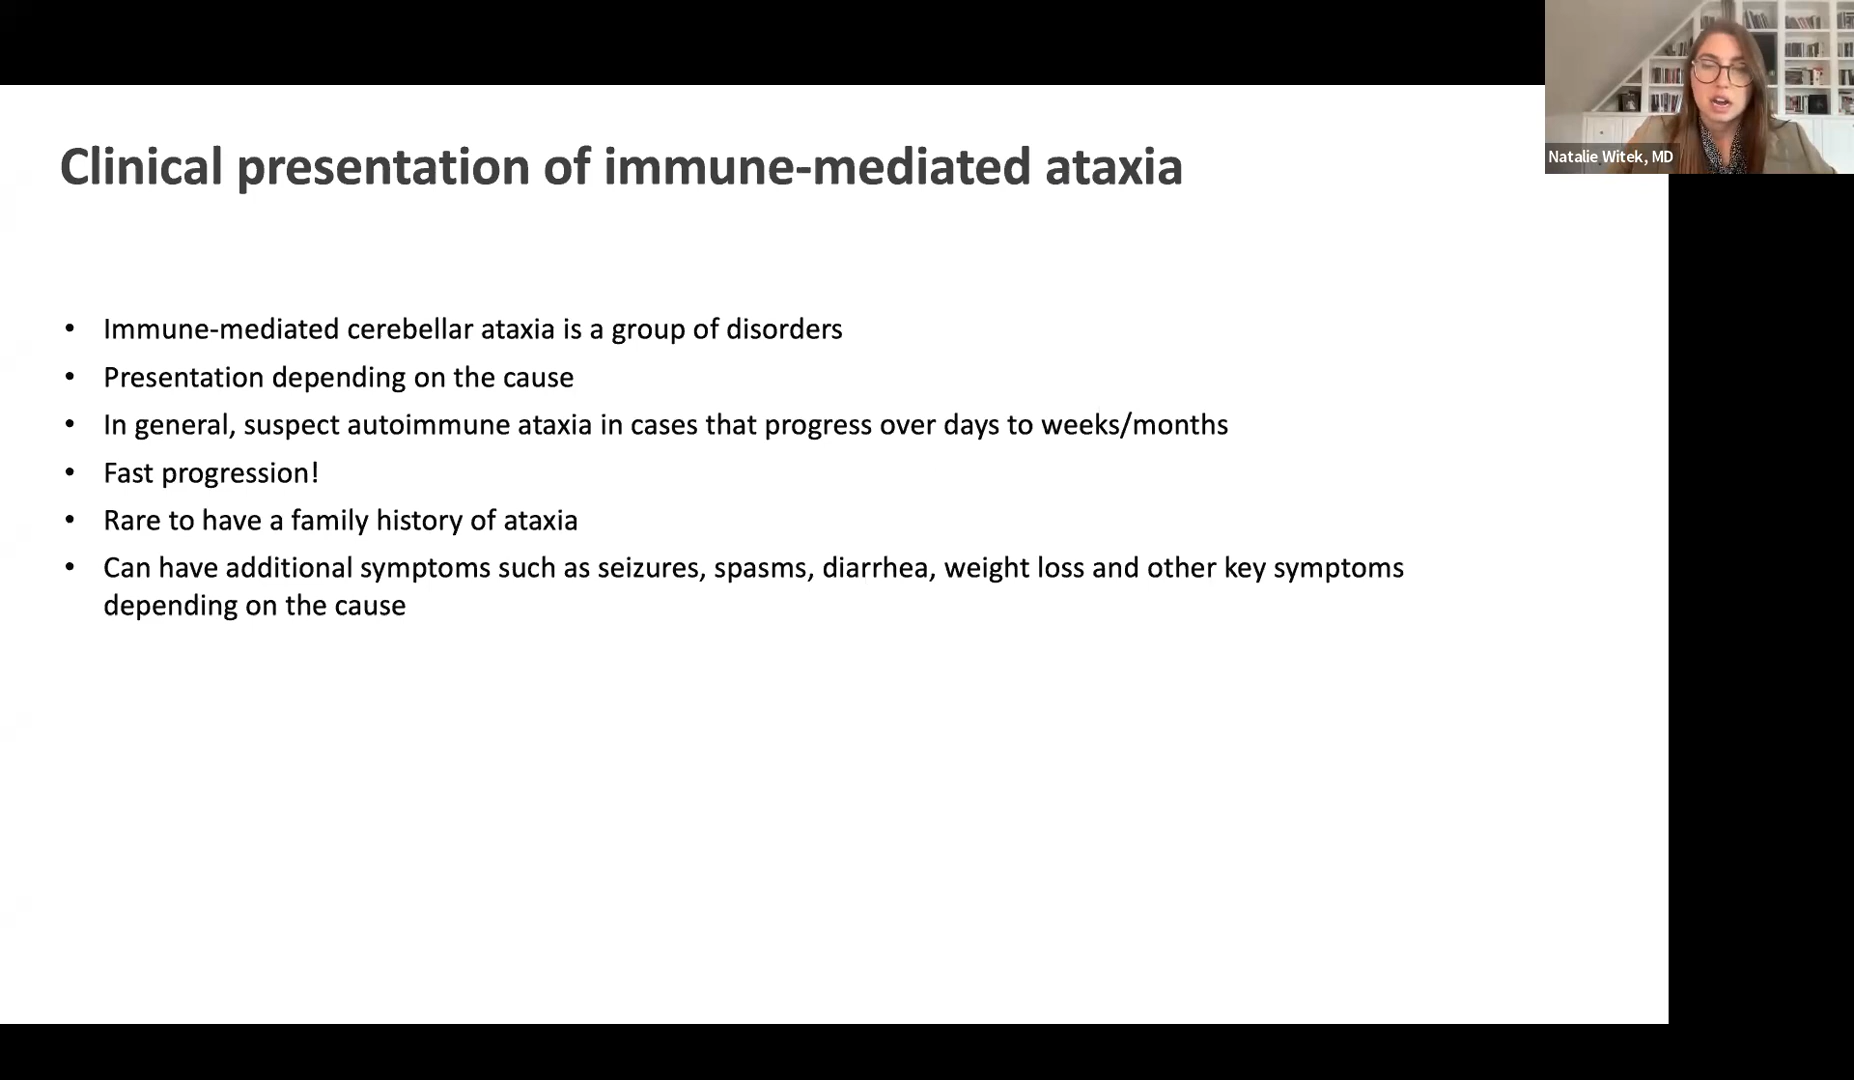 Natalie Witek, MD
Clinical presentation of immune-mediated ataxia
• Immune-mediated cerebellar ataxia is a group of disorders
• Presentation depending on the cause
• In general, suspect autoimmune ataxia in cases that progress over days to weeks/months
• Fast progression!
• Rare to have a family history of ataxia
• Can have additional symptoms such as seizures, spasms, diarrhea, weight loss and other key symptoms
depending on the cause